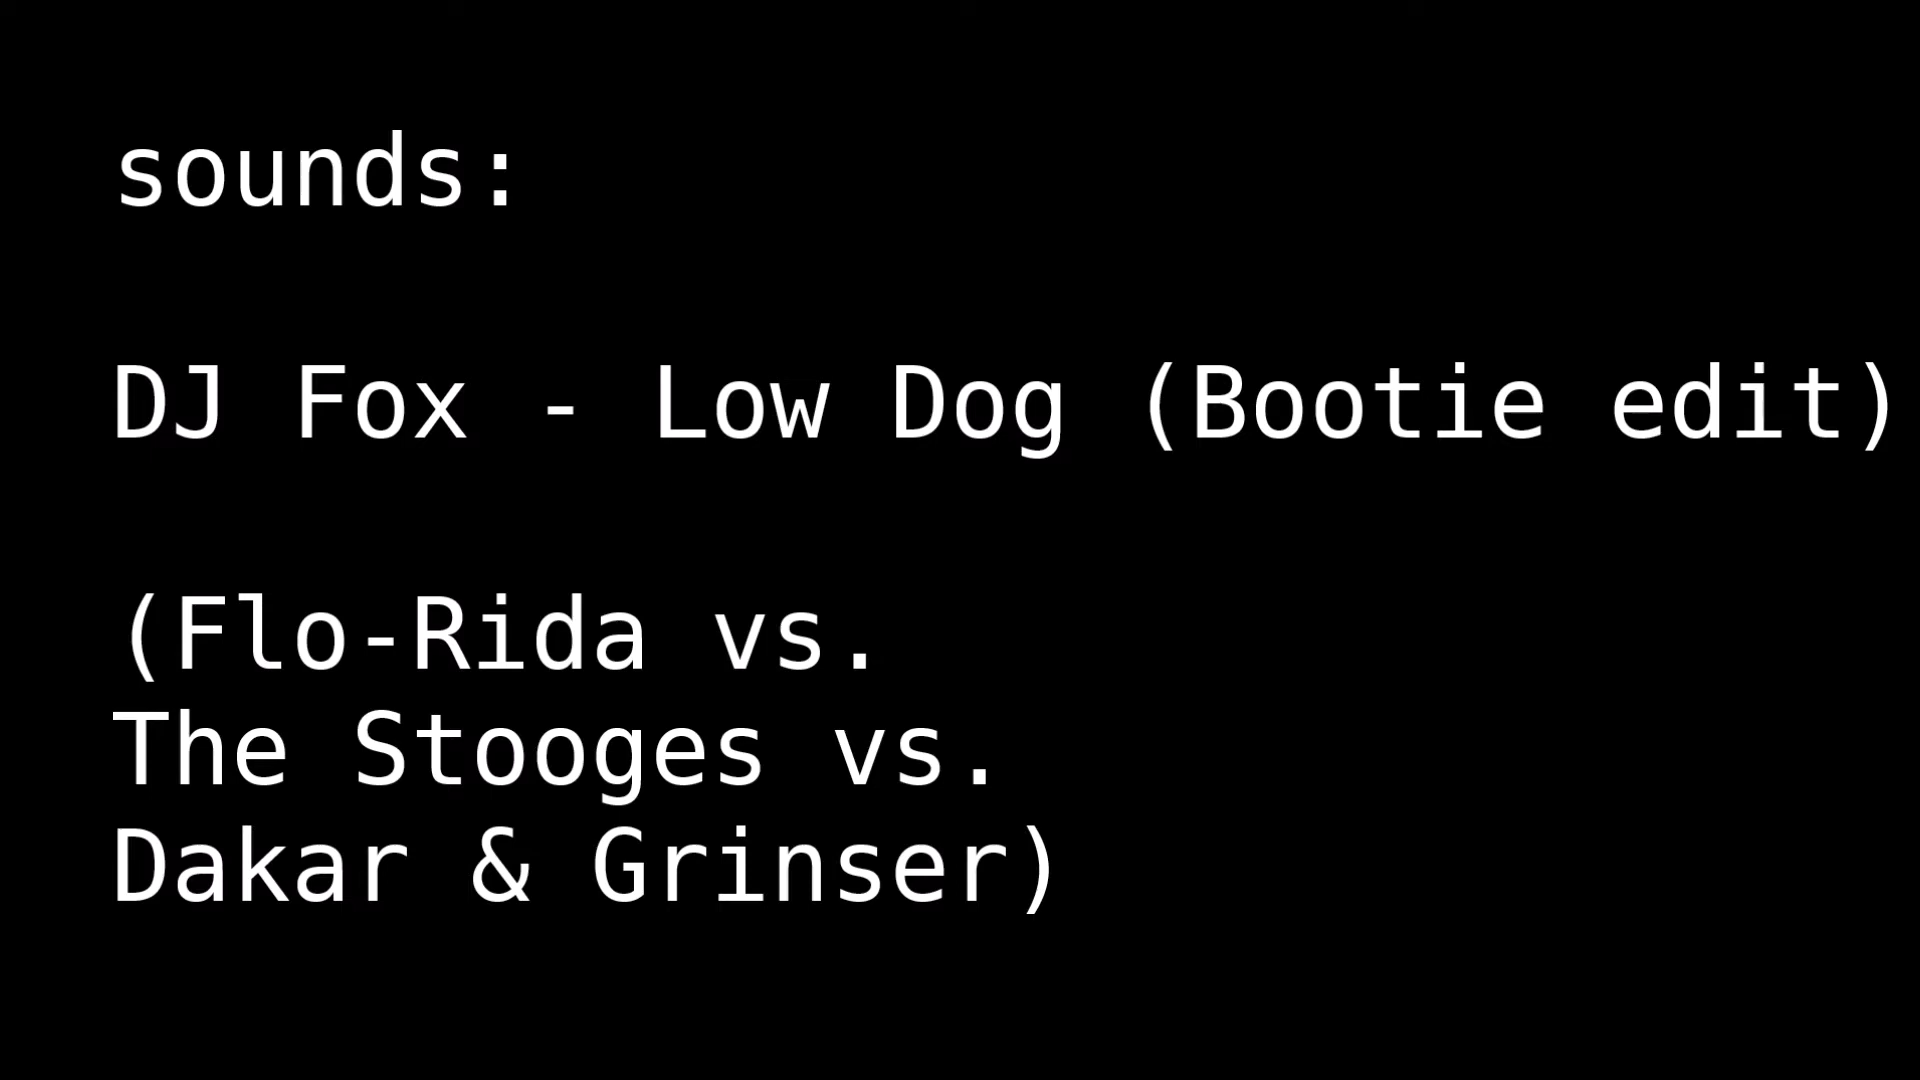 sounds:
DJ Fox - Low Dog (Bootie edit)
(Flo-Rida vs.
The Stooges vs.
Dakar & Grinser)